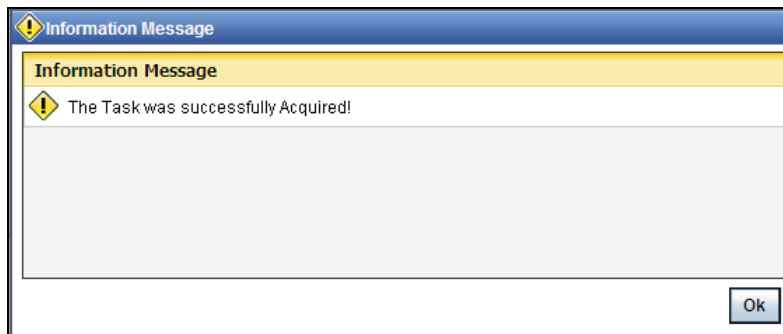 Information Message
Information Message
The Task was successfully Acquired!
Ok